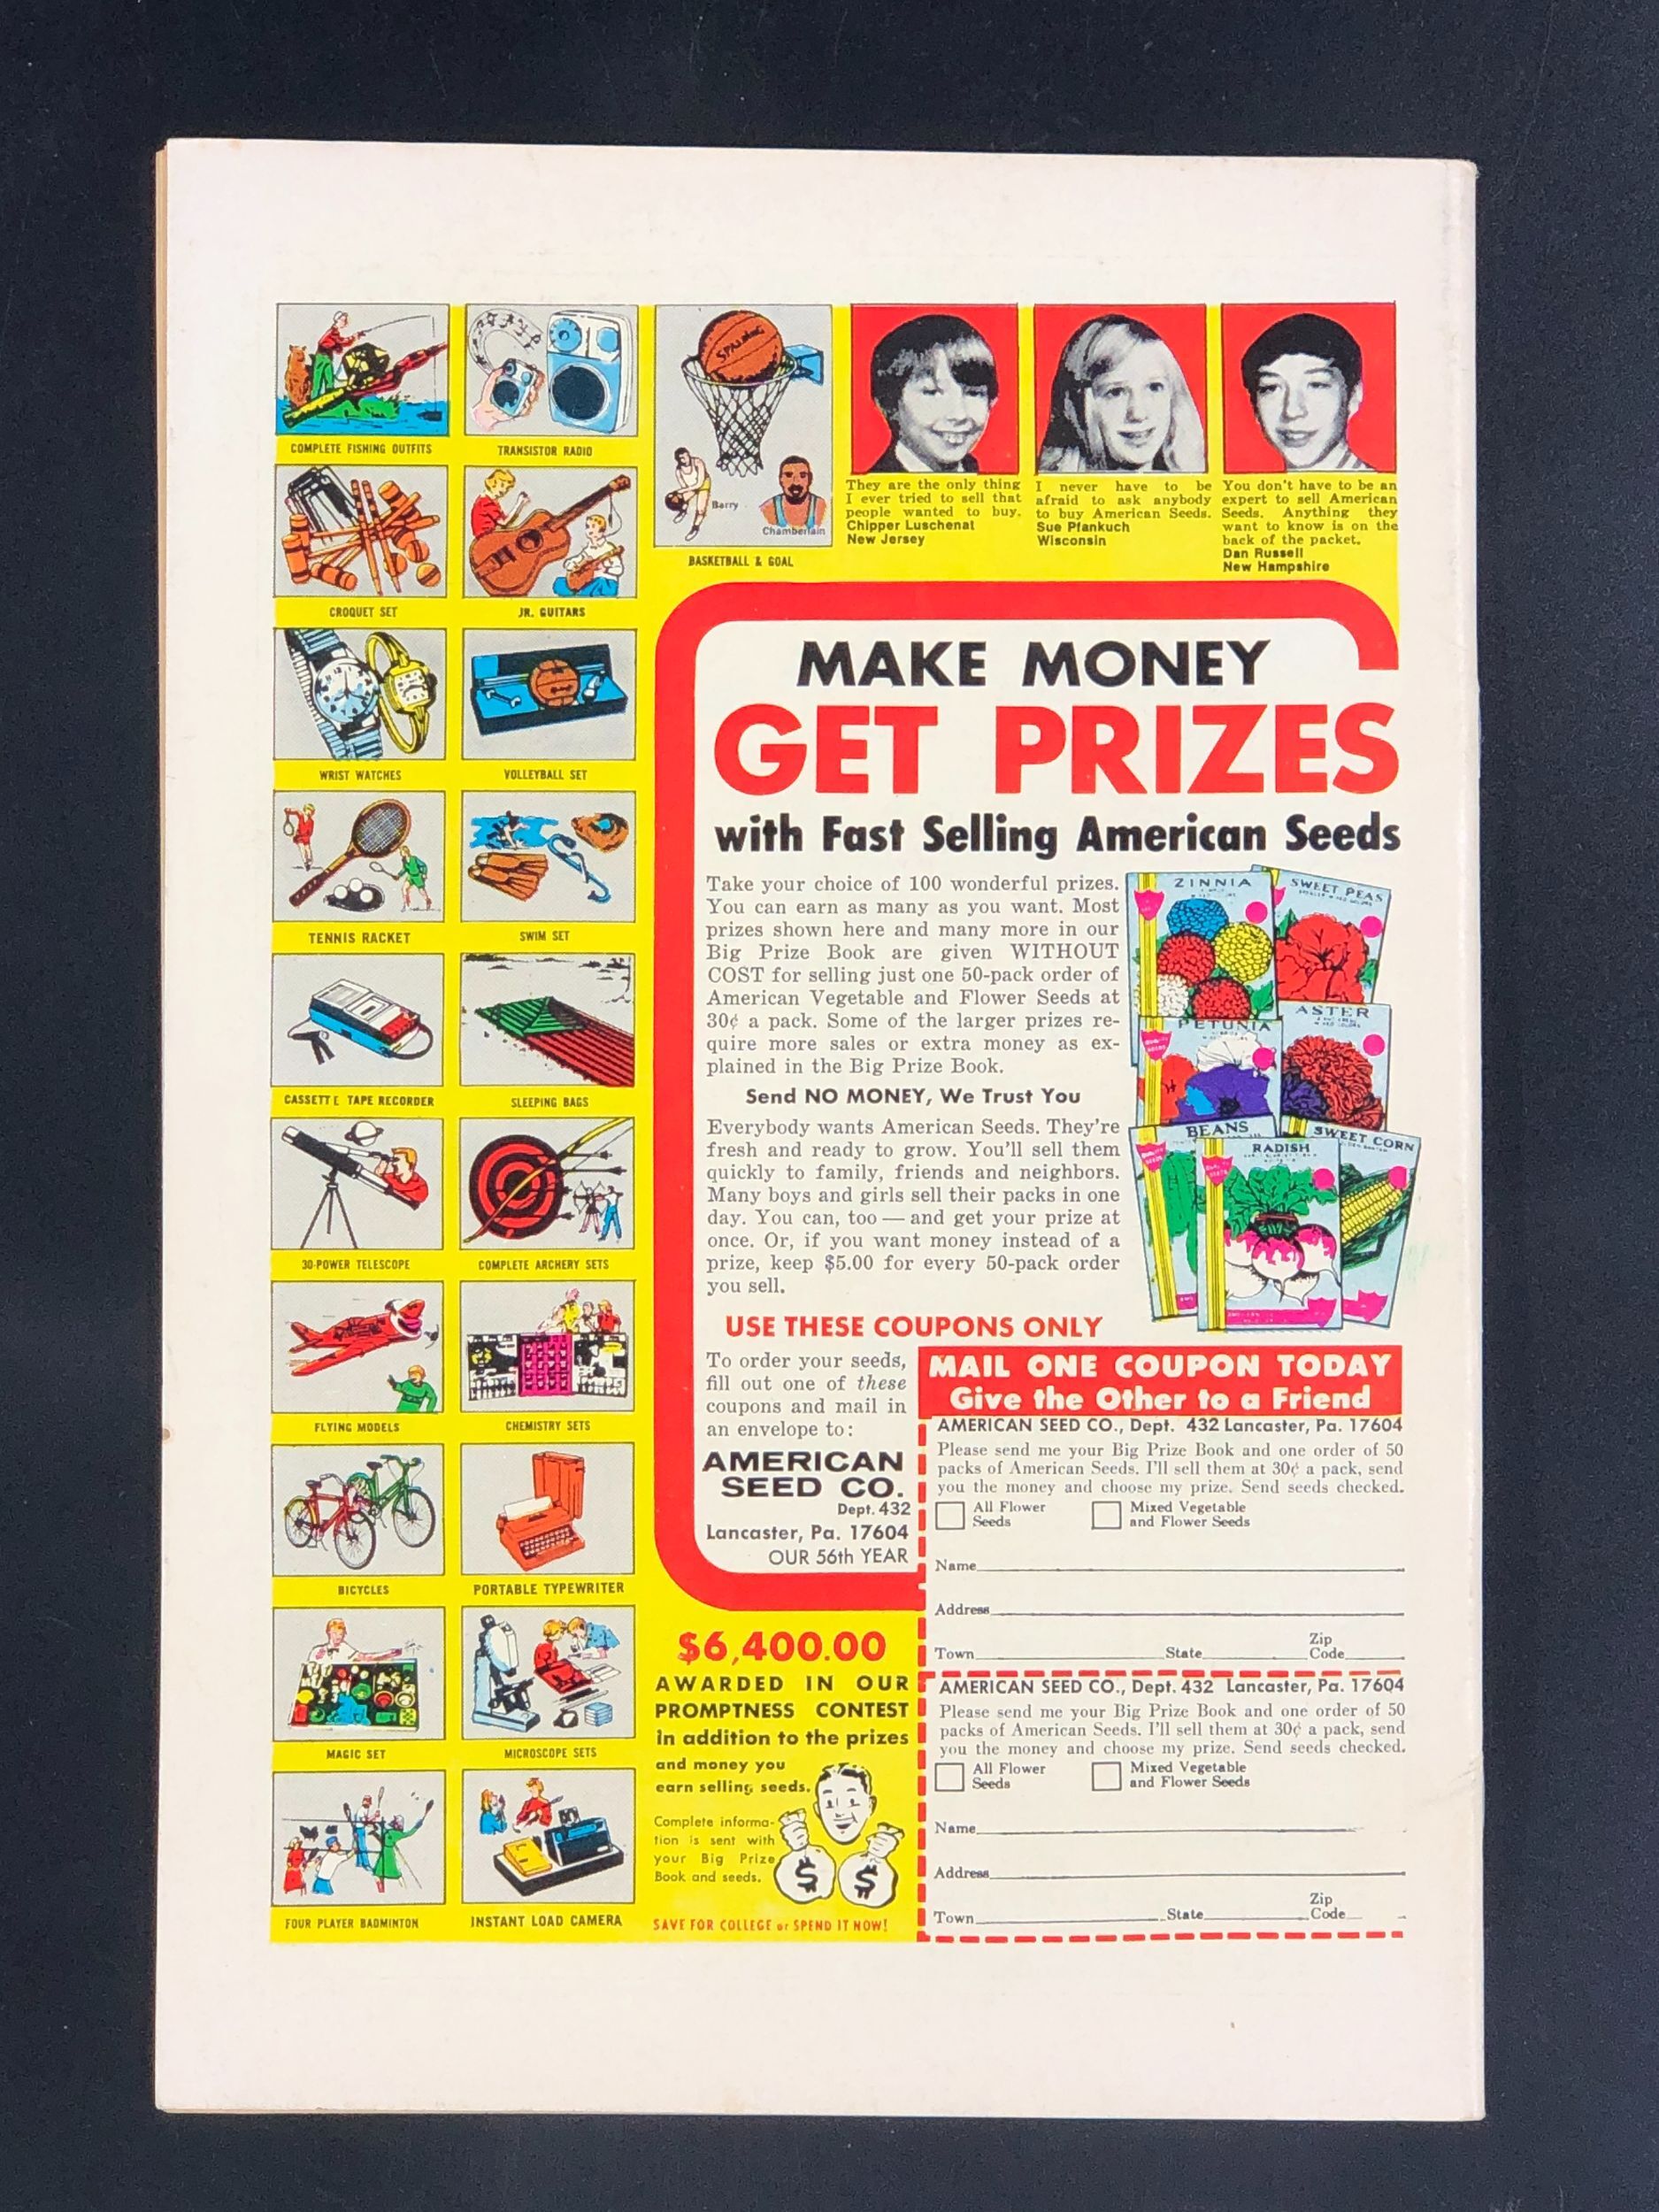 COMPLETE FISHING OUTFITS
TRANSISTOR RADIO
CROQUET SET
JR. GUITARS
WRIST WATCHES
VOLLEYBALL SET
TENNIS RACKET
SWIM SET
CASSETTE TAPE RECORDER
SLEEPING BAGS
30-POWER TELESCOPE
COMPLETE ARCHERY SETS
FLYING MODELS
CHEMISTRY SETS
BICYCLES
PORTABLE TYPEWRITER
MAGIC SET
MICROSCOPE SETS
FOUR PLAYER BADMINTON
INSTANT LOAD CAMERA
SPALDING
Barry
Chamberlain
BASKETBALL & GOAL
They are the only thing
I ever tried to sell that
people wanted to buy.
Chipper Luschenat
New Jersey
I never have to be
afraid to ask anybody
to buy American Seeds.
Sue Pfankuch
Wisconsin
You don't have to be an
expert to sell American
Seeds. Anything they
want to know is on the
back of the packet.
Dan Russell
New Hampshire
MAKE MONEY
GET PRIZES
with Fast Selling American Seeds
Take your choice of 100 wonderful prizes.
You can earn as many as you want. Most
prizes shown here and many more in our
Big Prize Book are given WITHOUT
COST for selling just one 50-pack order of
American Vegetable and Flower Seeds at
30¢ a pack. Some of the larger prizes re-
quire more sales or extra money as ex-
plained in the Big Prize Book.
Send NO MONEY, We Trust You
Everybody wants American Seeds. They're
fresh and ready to grow. You'll sell them
quickly to family, friends and neighbors.
Many boys and girls sell their packs in one
day. You can, too — and get your prize at
once. Or, if you want money instead of a
prize, keep $5.00 for every 50-pack order
you sell.
ZINNIA
SWEET PEAS
PETUNIA
ASTER
BEANS
RADISH
SWEET CORN
USE THESE COUPONS ONLY
To order your seeds,
fill out one of these
coupons and mail in
an envelope to:
AMERICAN
SEED CO.
Dept. 432
Lancaster, Pa. 17604
OUR 56th YEAR
$6,400.00
AWARDED IN OUR
PROMPTNESS CONTEST
in addition to the prizes
and money you
earn selling seeds.
Complete informa-
tion is sent with
your Big Prize
Book and seeds.
$ $
SAVE FOR COLLEGE or SPEND IT NOW!
MAIL ONE COUPON TODAY
Give the Other to a Friend
AMERICAN SEED CO., Dept. 432 Lancaster, Pa. 17604
Please send me your Big Prize Book and one order of 50
packs of American Seeds. I'll sell them at 30¢ a pack, send
you the money and choose my prize. Send seeds checked.
All Flower Seeds
Mixed Vegetable and Flower Seeds
Name
Address
Town State Zip Code
AMERICAN SEED CO., Dept. 432 Lancaster, Pa. 17604
Please send me your Big Prize Book and one order of 50
packs of American Seeds. I'll sell them at 30¢ a pack, send
you the money and choose my prize. Send seeds checked.
All Flower Seeds
Mixed Vegetable and Flower Seeds
Name
Address
Town State Zip Code